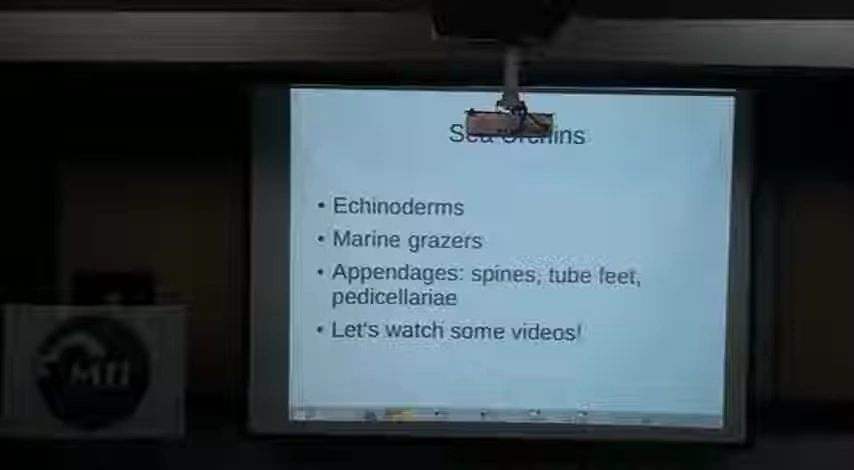 Sea Urchins
• Echinoderms
• Marine grazers
• Appendages: spines, tube feet,
pedicellariae
• Let's watch some videos!